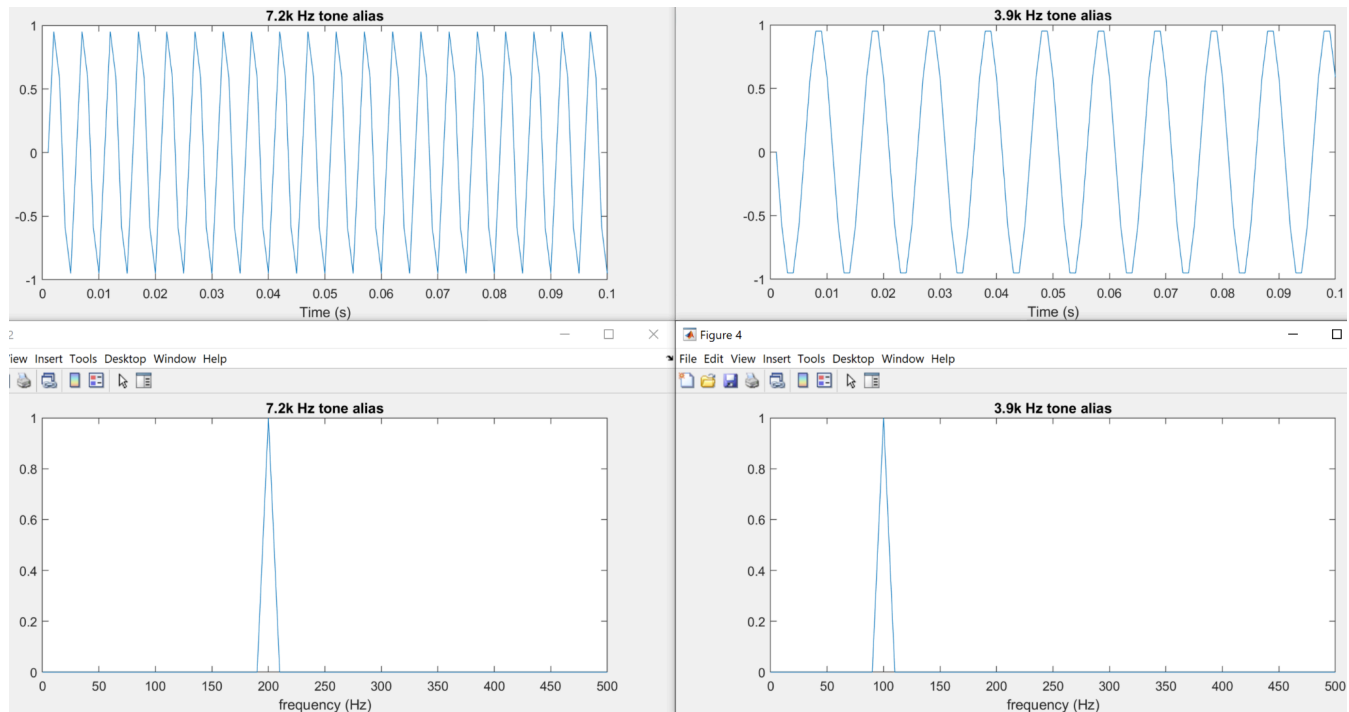 7.2k Hz tone alias
1
0.5
0
-0.5
-1
0 0.01 0.02 0.03 0.04 0.05 0.06 0.07 0.08 0.09 0.1
Time (s)
3.9k Hz tone alias
1
0.5
0
-0.5
-1
0 0.01 0.02 0.03 0.04 0.05 0.06 0.07 0.08 0.09 0.1
Time (s)
2
View Insert Tools Desktop Window Help
7.2k Hz tone alias
1
0.8
0.6
0.4
0.2
0
0 50 100 150 200 250 300 350 400 450 500
frequency (Hz)
Figure 4
File Edit View Insert Tools Desktop Window Help
3.9k Hz tone alias
1
0.8
0.6
0.4
0.2
0
0 50 100 150 200 250 300 350 400 450 500
frequency (Hz)